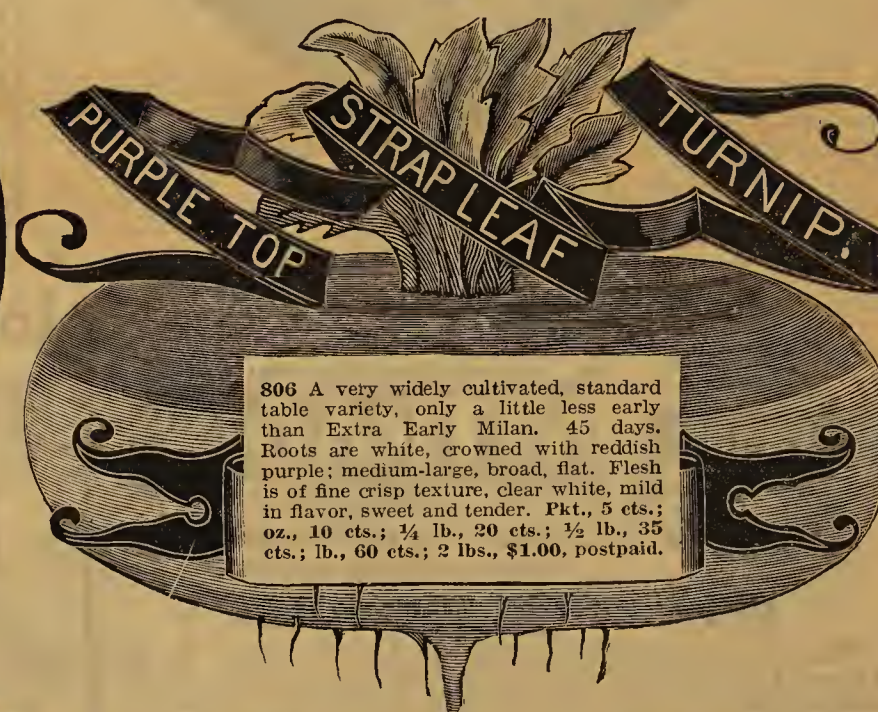 PURPLE TOP
STRAP LEAF
TURNIP.
806 A very widely cultivated, standard
table variety, only a little less early
than Extra Early Milan. 45 days.
Roots are white, crowned with reddish
purple; medium-large, broad, flat. Flesh
is of fine crisp texture, clear white, mild
in flavor, sweet and tender. Pkt., 5 cts.;
oz., 10 cts.; ¼ lb., 20 cts.; ½ lb., 35
cts.; lb., 60 cts.; 2 lbs., $1.00, postpaid.